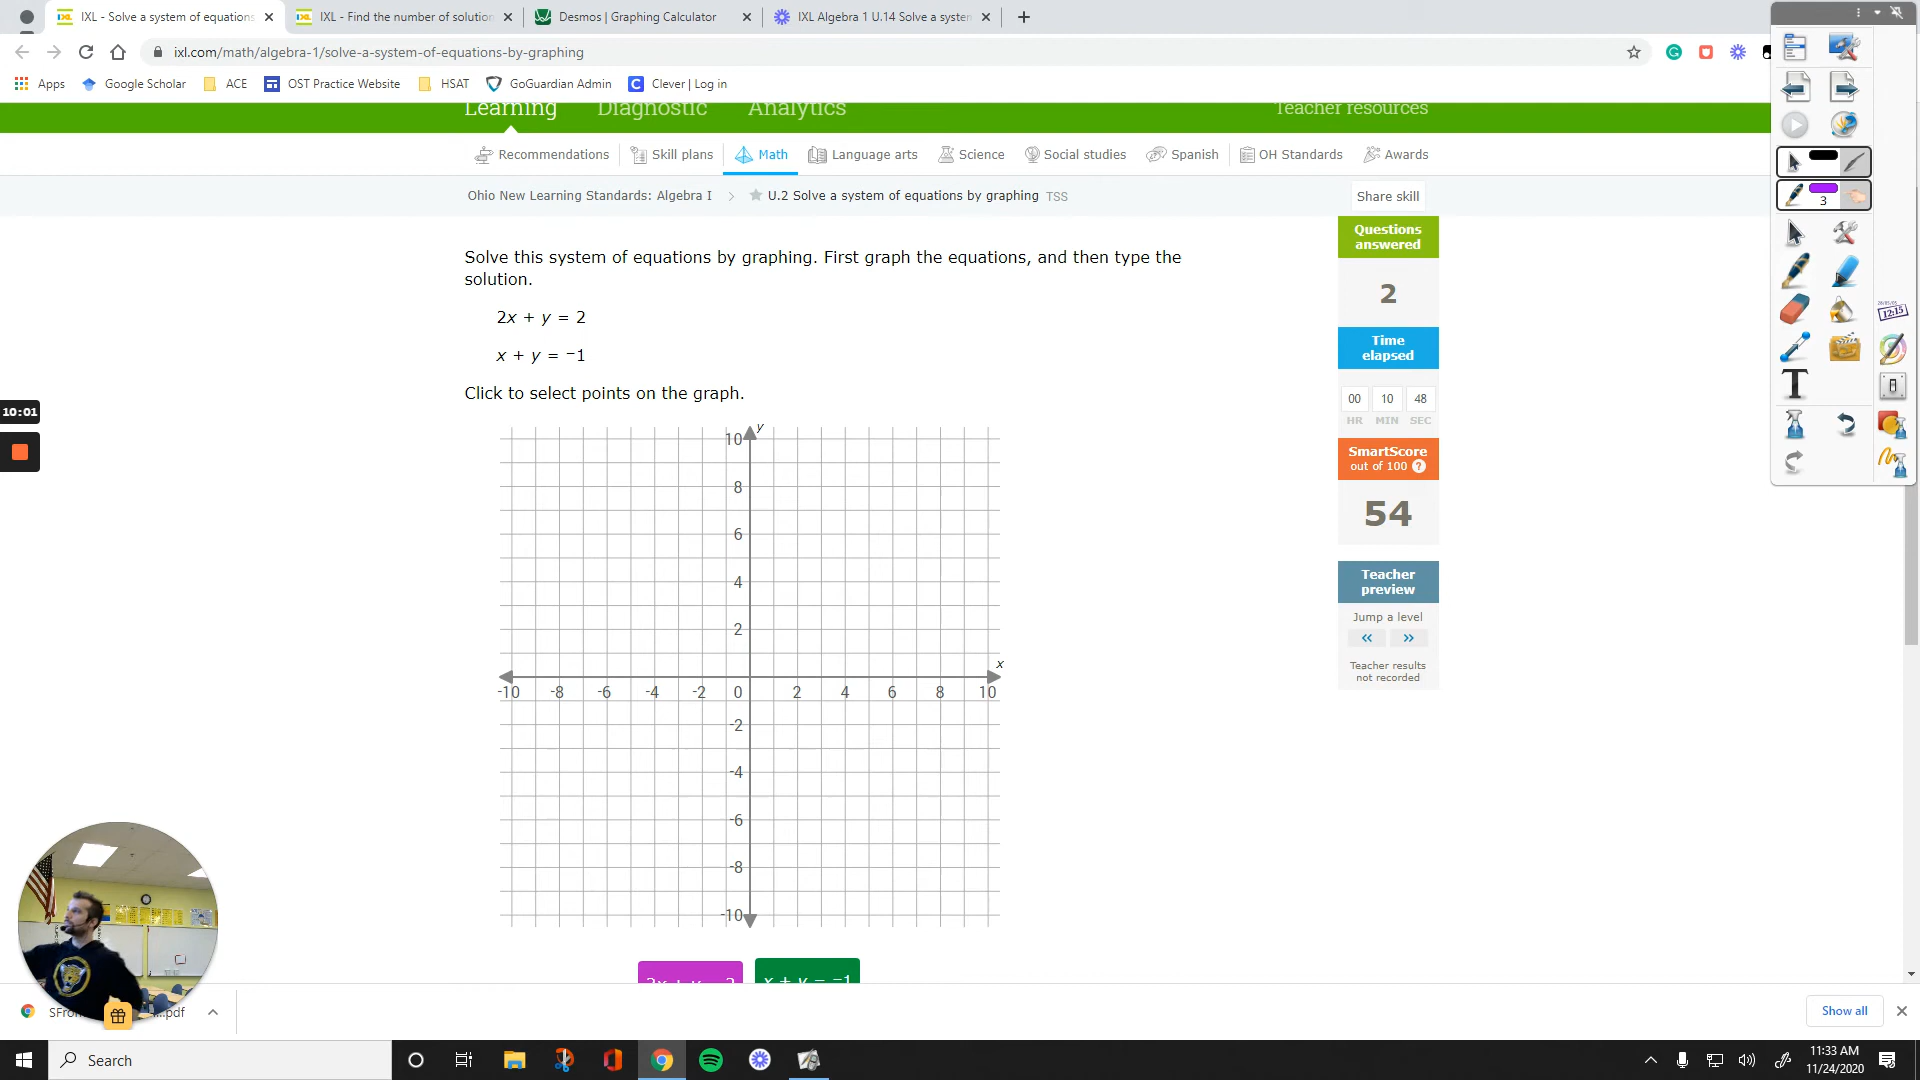 IXL - Solve a system of equations
IXL - Find the number of solution
Desmos | Graphing Calculator
IXL Algebra 1 U.14 Solve a system
ixl.com/math/algebra-1/solve-a-system-of-equations-by-graphing
Apps
Google Scholar
ACE
OST Practice Website
HSAT
GoGuardian Admin
Clever | Log in
Learning
Diagnostic
Analytics
Teacher resources
Recommendations
Skill plans
Math
Language arts
Science
Social studies
Spanish
OH Standards
Awards
Ohio New Learning Standards: Algebra I
U.2 Solve a system of equations by graphing TSS
Share skill
Solve this system of equations by graphing. First graph the equations, and then type the
solution.
2x + y = 2
x + y = −1
Click to select points on the graph.
y
10
8
6
4
2
x
-10 -8 -6 -4 -2 0 2 4 6 8 10
-2
-4
-6
-8
-10
x + y = −1
Questions
answered
2
Time
elapsed
00 10 48
HR MIN SEC
SmartScore
out of 100 ?
54
Teacher
preview
Jump a level
Teacher results
not recorded
3
12:15
T
10:01
SFro
...pdf
Show all
Search
11:33 AM
11/24/2020